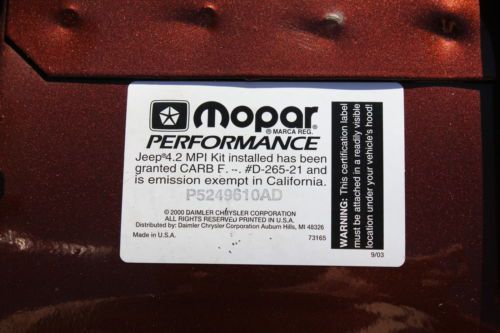 Mopar
® MARCA REG.
PERFORMANCE
Jeep® 4.2 MPI Kit installed has been
granted CARB E. #D-265-21 and
is emission exempt in California.
P5249610AD
© 2000 DAIMLER CHRYSLER CORPORATION
ALL RIGHTS RESERVED PRINTED IN U.S.A.
Distributed by: Daimler Chrysler Corporation Auburn Hills, MI 48326
Made in U.S.A. 73165
WARNING: This certification label
must be attached in a readily visible
location under your vehicle's hood!
9/03